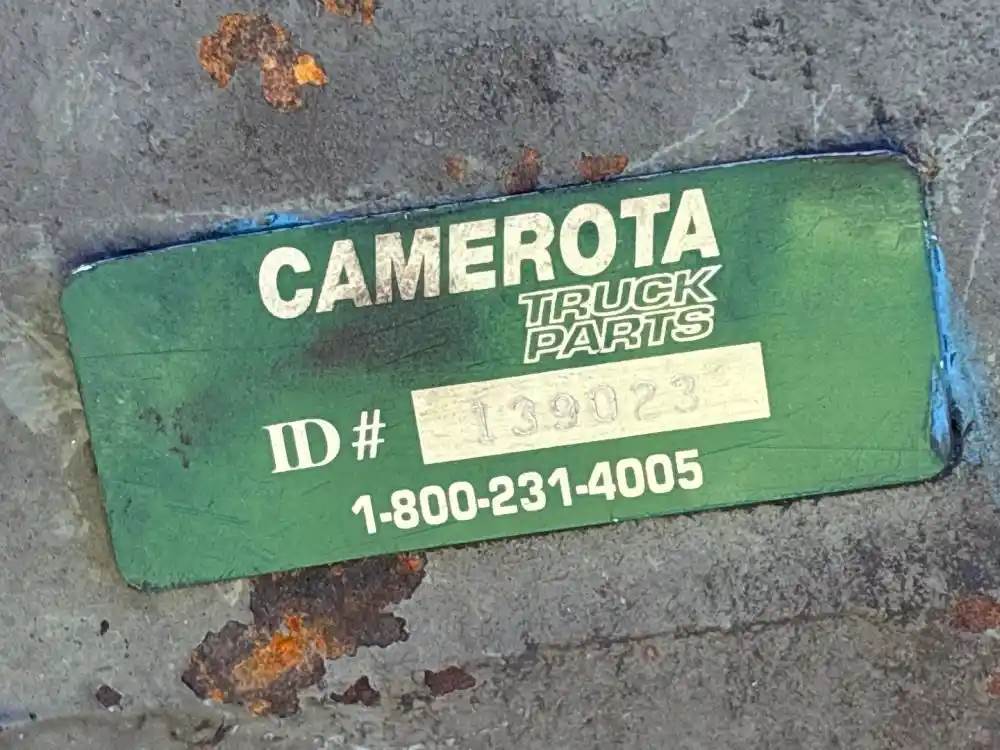 CAMEROTA
TRUCK
PARTS
ID# 139023
1-800-231-4005